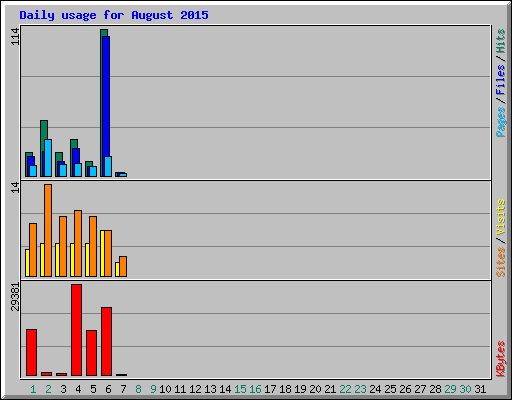 Daily usage for August 2015
114
14
29381
Pages / Files / Hits
Sites / Visits
KBytes
1 2 3 4 5 6 7 8 9 10 11 12 13 14 15 16 17 18 19 20 21 22 23 24 25 26 27 28 29 30 31